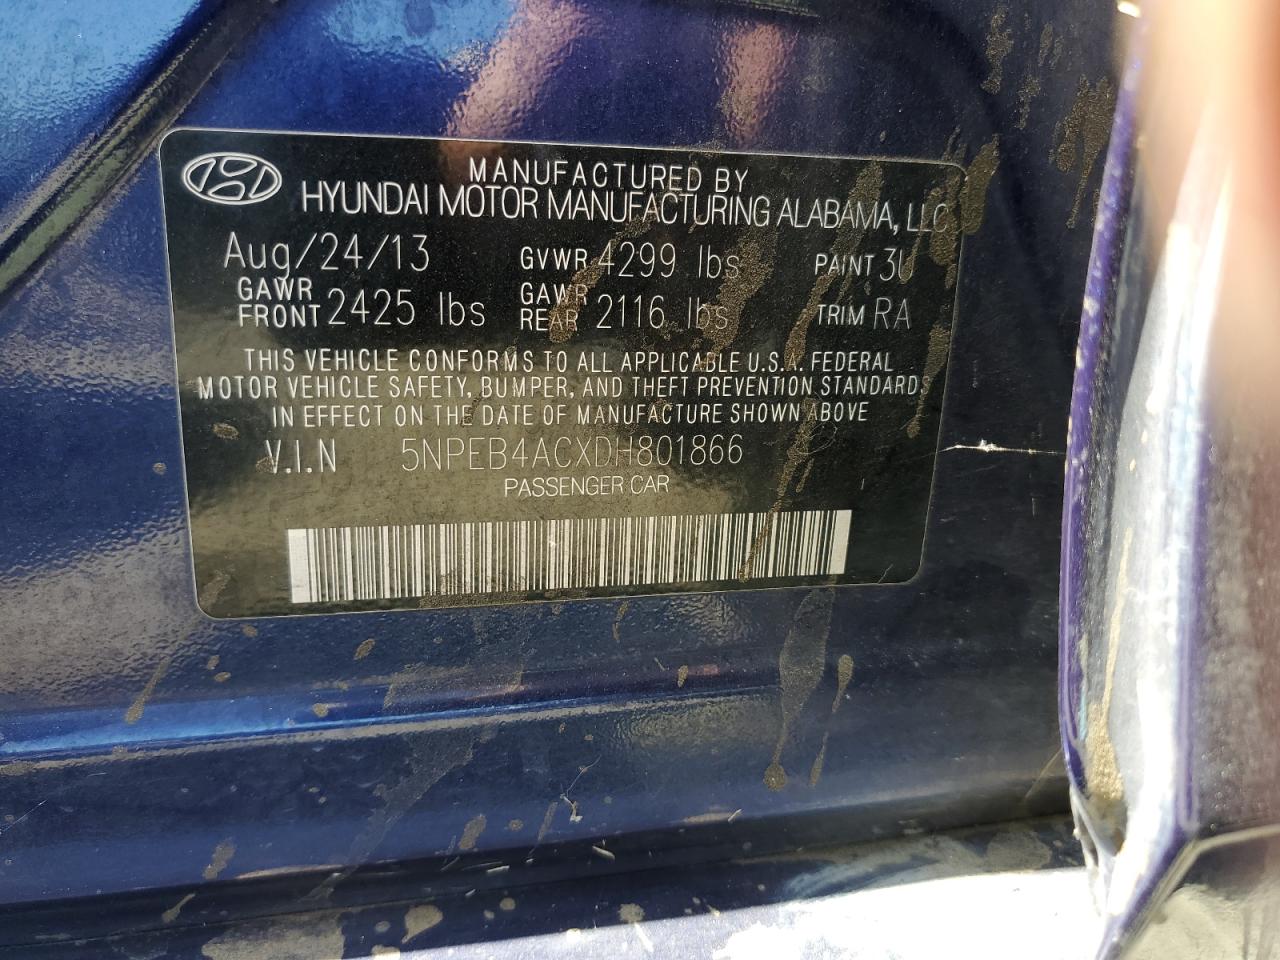 MANUFACTURED BY
HYUNDAI MOTOR MANUFACTURING ALABAMA, LLC
Aug/24/13 GVWR 4299 lbs PAINT 3U
GAWR FRONT 2425 lbs GAWR REAR 2116 lbs TRIM RA
THIS VEHICLE CONFORMS TO ALL APPLICABLE U.S.A. FEDERAL
MOTOR VEHICLE SAFETY, BUMPER, AND THEFT PREVENTION STANDARDS
IN EFFECT ON THE DATE OF MANUFACTURE SHOWN ABOVE
V.I.N 5NPEB4ACXDH801866
PASSENGER CAR